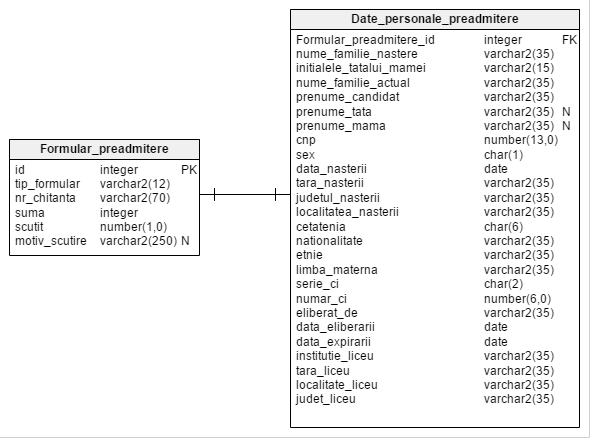 Formular_preadmitere
id integer PK
tip_formular varchar2(12)
nr_chitanta varchar2(70)
suma integer
scutit number(1,0)
motiv_scutire varchar2(250) N
Date_personale_preadmitere
Formular_preadmitere_id integer FK
nume_familie_nastere varchar2(35)
initialele_tatalui_mamei varchar2(15)
nume_familie_actual varchar2(35)
prenume_candidat varchar2(35)
prenume_tata varchar2(35) N
prenume_mama varchar2(35) N
cnp number(13,0)
sex char(1)
data_nasterii date
tara_nasterii varchar2(35)
judetul_nasterii varchar2(35)
localitatea_nasterii varchar2(35)
cetatenia char(6)
nationalitate varchar2(35)
etnie varchar2(35)
limba_materna varchar2(35)
serie_ci char(2)
numar_ci number(6,0)
eliberat_de varchar2(35)
data_eliberarii date
data_expirarii date
institutie_liceu varchar2(35)
tara_liceu varchar2(35)
localitate_liceu varchar2(35)
judet_liceu varchar2(35)